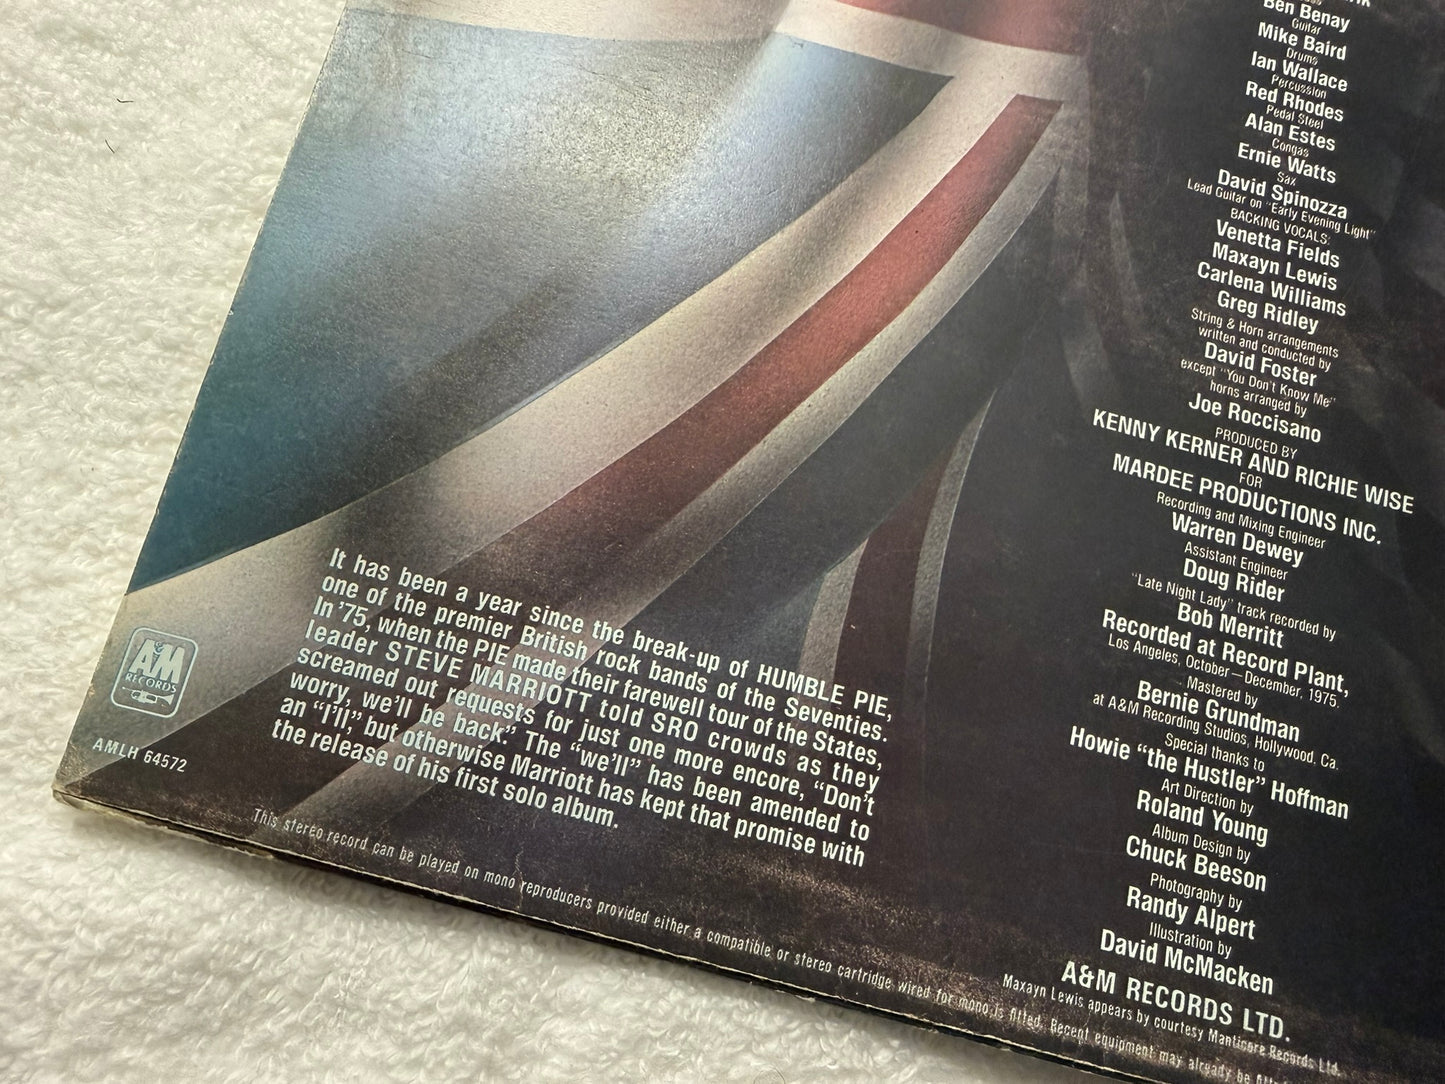 Ben Benay
Guitar
Mike Baird
Drums
Ian Wallace
Percussion
Red Rhodes
Pedal Steel
Alan Estes
Congas
Ernie Watts
Sax
David Spinozza
Lead Guitar on "Early Evening Light"
BACKING VOCALS:
Venetta Fields
Maxayn Lewis
Carlena Williams
Greg Ridley
String & Horn arrangements
written and conducted by
David Foster
except "You Don't Know Me"
horns arranged by
Joe Roccisano
PRODUCED BY
KENNY KERNER AND RICHIE WISE
FOR
MARDEE PRODUCTIONS INC.
Recording and Mixing Engineer
Warren Dewey
Assistant Engineer
Doug Rider
"Late Night Lady" track recorded by
Bob Merritt
Recorded at Record Plant,
Los Angeles, October—December, 1975.
Mastered by
Bernie Grundman
at A&M Recording Studios, Hollywood, Ca.
Special thanks to
Howie "the Hustler" Hoffman
Art Direction by
Roland Young
Album Design by
Chuck Beeson
Photography by
Randy Alpert
Illustration by
David McMacken
A&M RECORDS LTD.
Maxayn Lewis appears by courtesy Manticore Records Ltd.
It has been a year since the break-up of HUMBLE PIE,
one of the premier British rock bands of the Seventies.
In '75, when the PIE made their farewell tour of the States,
leader STEVE MARRIOTT told SRO crowds as they
screamed out requests for just one more encore, "Don't
worry, we'll be back." The "we'll" has been amended to
an "I'll," but otherwise Marriott has kept that promise with
the release of his first solo album.
A&M
RECORDS
AMLH 64572
This stereo record can be played on mono reproducers provided either a compatible or stereo cartridge wired for mono is fitted. Recent equipment may already be